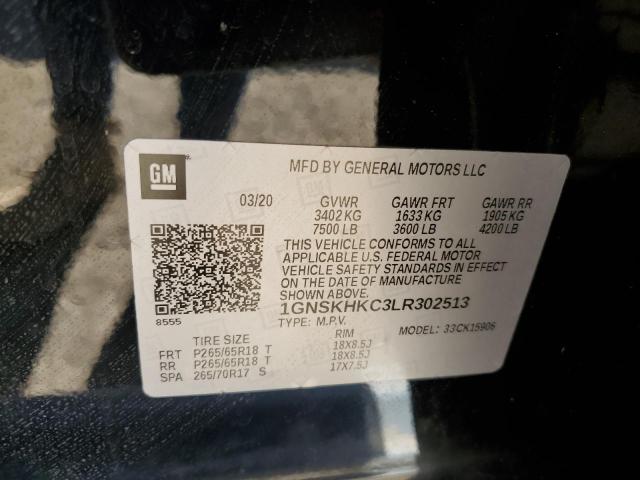 GM
MFD BY GENERAL MOTORS LLC
03/20 GVWR GAWR FRT GAWR RR
3402 KG 1633 KG 1905 KG
7500 LB 3600 LB 4200 LB
THIS VEHICLE CONFORMS TO ALL
APPLICABLE U.S. FEDERAL MOTOR
VEHICLE SAFETY STANDARDS IN EFFECT
ON THE DATE OF MANUFACTURE
SHOWN ABOVE.
8555
1GNSKHKC3LR302513
TYPE: M.P.V. MODEL: 33CK15906
TIRE SIZE RIM
FRT P265/65R18 T 18X8.5J
RR P265/65R18 T 18X8.5J
SPA 265/70R17 S 17X7.5J